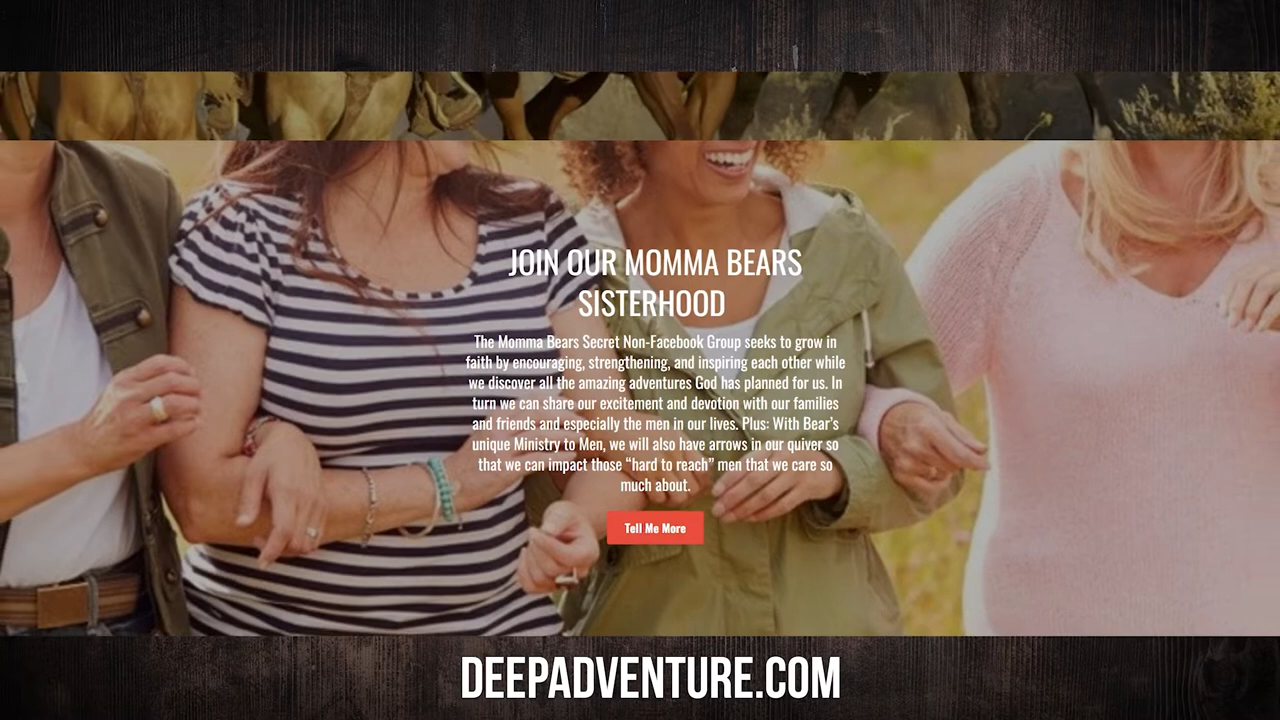 JOIN OUR MOMMA BEARS
SISTERHOOD
The Momma Bears Secret Non-Facebook Group seeks to grow in
faith by encouraging, strengthening, and inspiring each other while
we discover all the amazing adventures God has planned for us. In
turn we can share our excitement and devotion with our families
and friends and especially the men in our lives. Plus: With Bear's
unique Ministry to Men, we will also have arrows in our quiver so
that we can impact those “hard to reach” men that we care so
much about.
Tell Me More
DEEPADVENTURE.COM